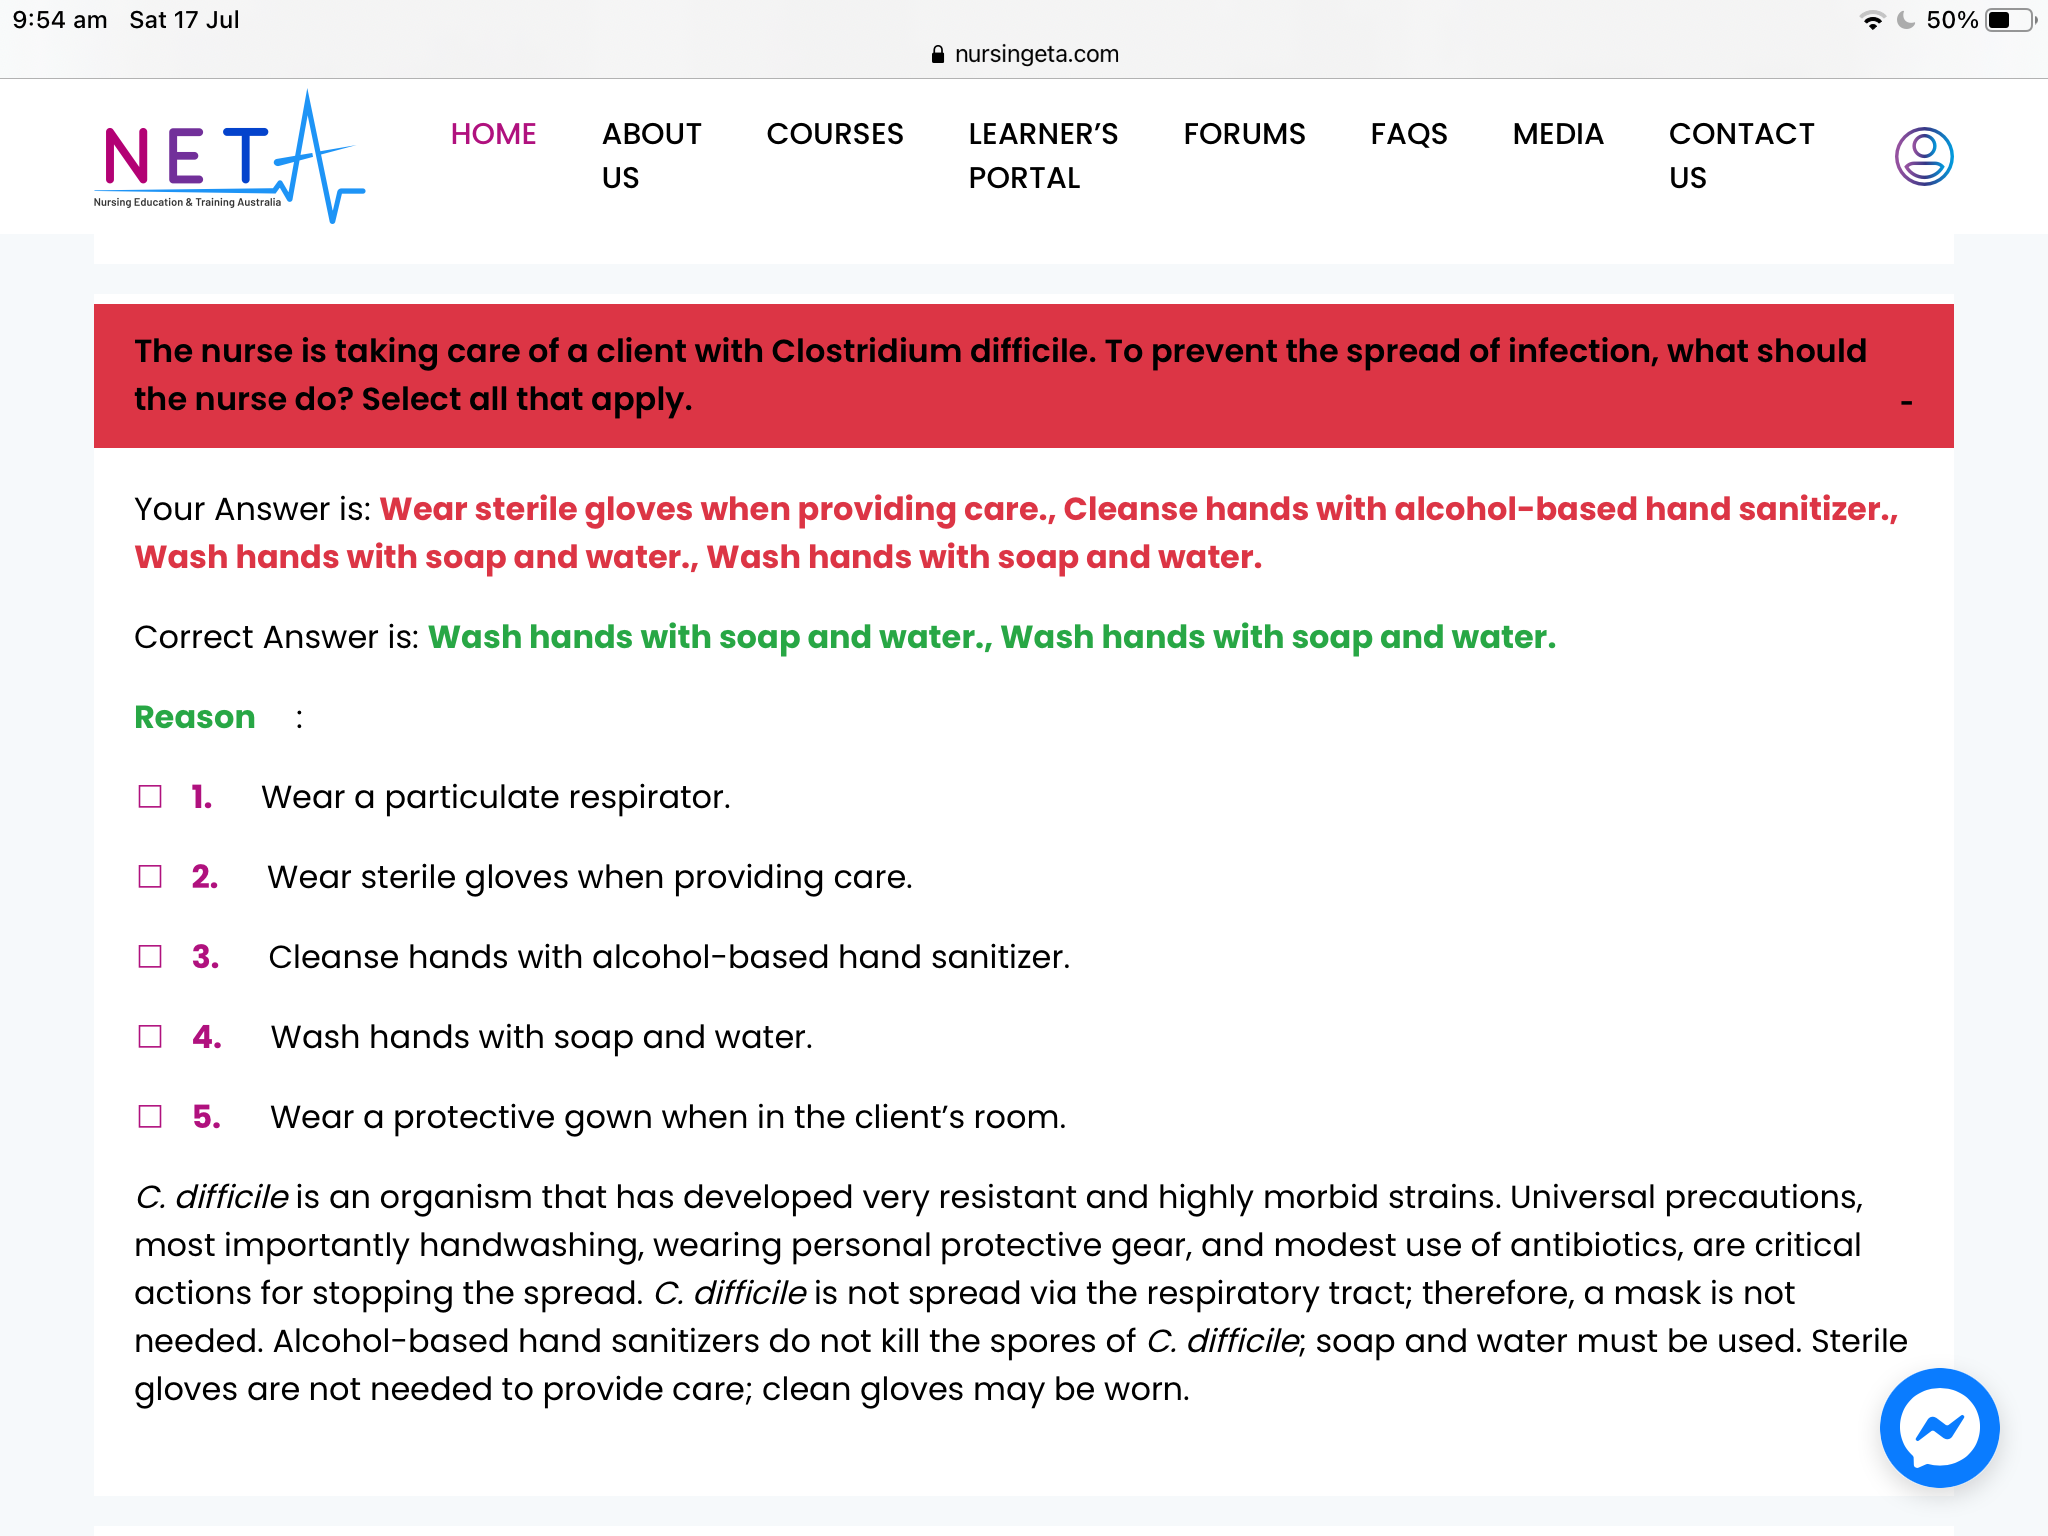 9:54 am Sat 17 Jul
50%
nursingeta.com
NETA
Nursing Education & Training Australia
HOME
ABOUT US
COURSES
LEARNER'S PORTAL
FORUMS
FAQS
MEDIA
CONTACT US
The nurse is taking care of a client with Clostridium difficile. To prevent the spread of infection, what should
the nurse do? Select all that apply.
-
Your Answer is: Wear sterile gloves when providing care., Cleanse hands with alcohol-based hand sanitizer.,
Wash hands with soap and water., Wash hands with soap and water.
Correct Answer is: Wash hands with soap and water., Wash hands with soap and water.
Reason :
☐ 1. Wear a particulate respirator.
☐ 2. Wear sterile gloves when providing care.
☐ 3. Cleanse hands with alcohol-based hand sanitizer.
☐ 4. Wash hands with soap and water.
☐ 5. Wear a protective gown when in the client's room.
C. difficile is an organism that has developed very resistant and highly morbid strains. Universal precautions,
most importantly handwashing, wearing personal protective gear, and modest use of antibiotics, are critical
actions for stopping the spread. C. difficile is not spread via the respiratory tract; therefore, a mask is not
needed. Alcohol-based hand sanitizers do not kill the spores of C. difficile; soap and water must be used. Sterile
gloves are not needed to provide care; clean gloves may be worn.